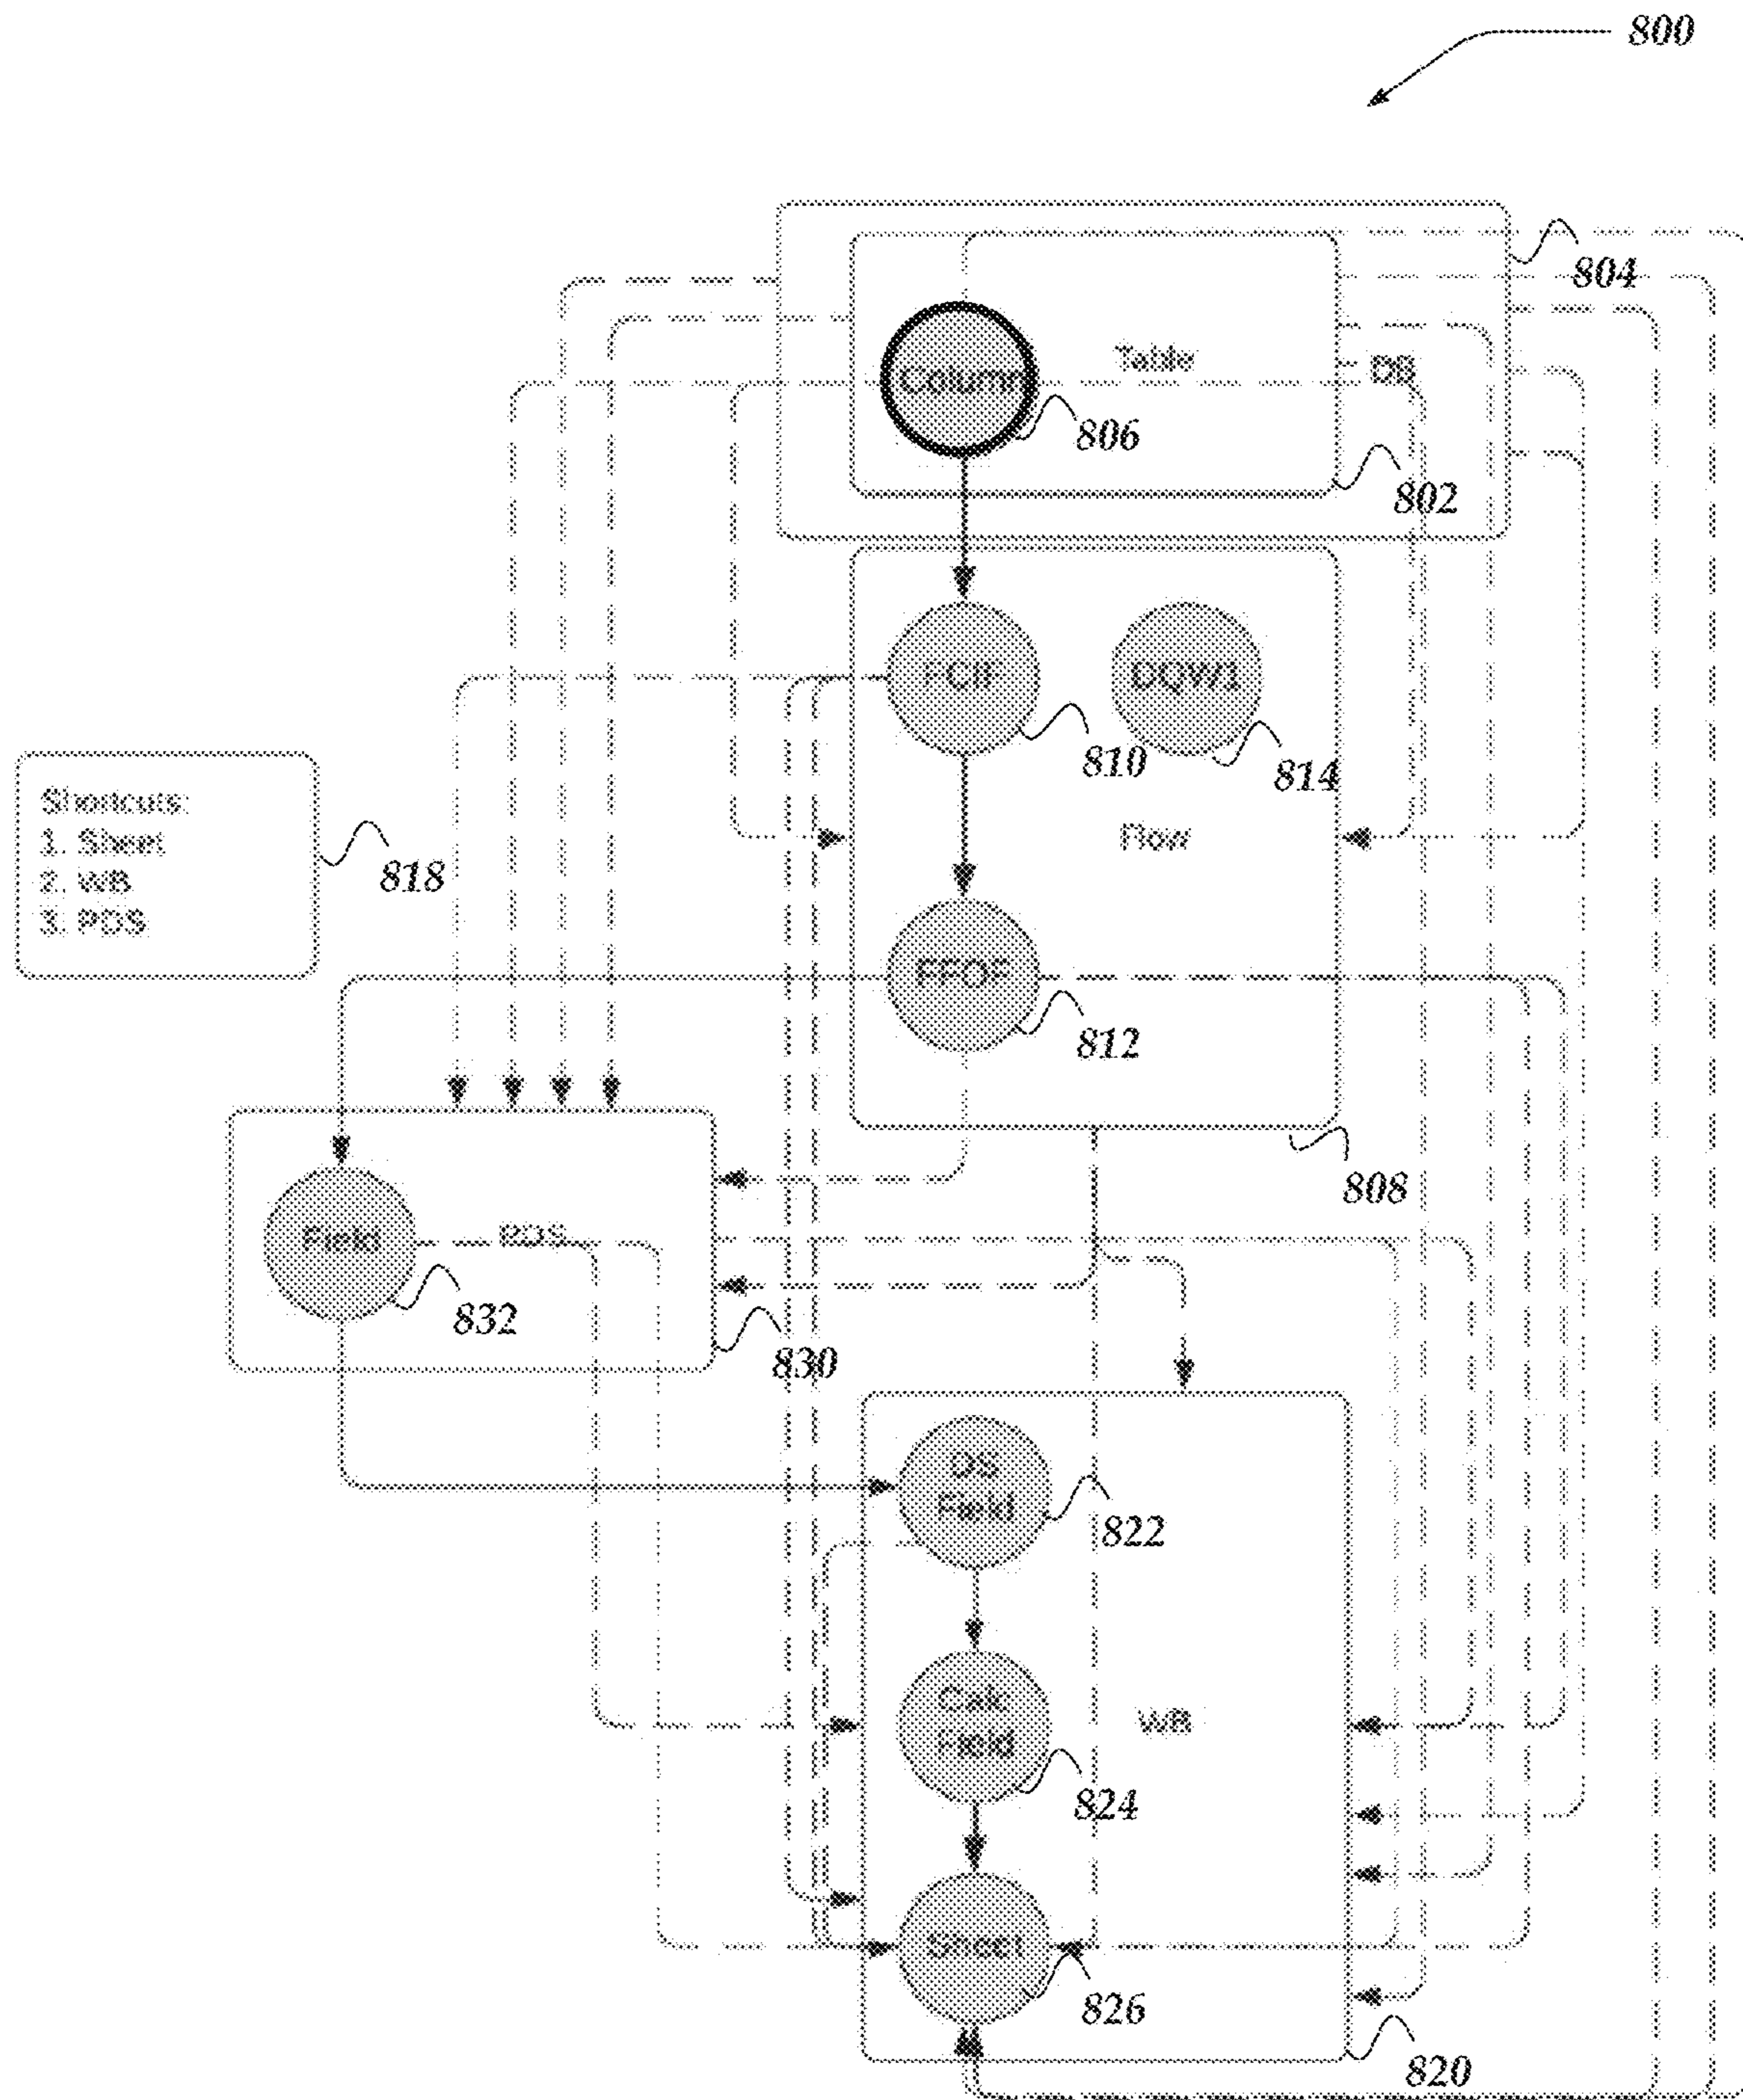 800
804
Table
DB
Column
806
802
FCIF
DQW1
810
814
Shortcuts:
1. Sheet
2. WB
3. PDS
818
Flow
FFOF
812
808
Field
PDS
832
830
DS
Field
822
Calc
Field
WB
824
Sheet
826
820